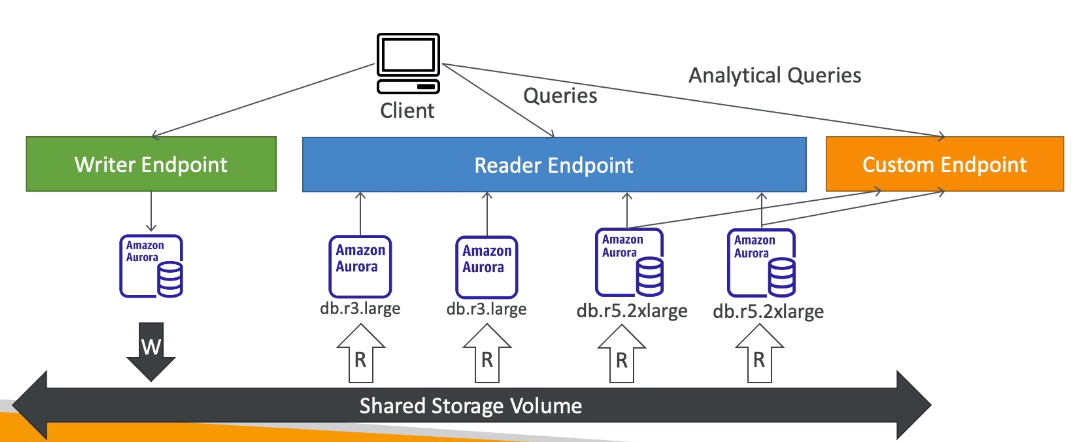 Analytical Queries
Queries
Client
Writer Endpoint
Reader Endpoint
Custom Endpoint
Amazon
Aurora
Amazon
Aurora
Amazon
Aurora
Amazon
Aurora
Amazon
Aurora
db.r3.large
db.r3.large
db.r5.2xlarge
db.r5.2xlarge
W
R
R
R
R
Shared Storage Volume